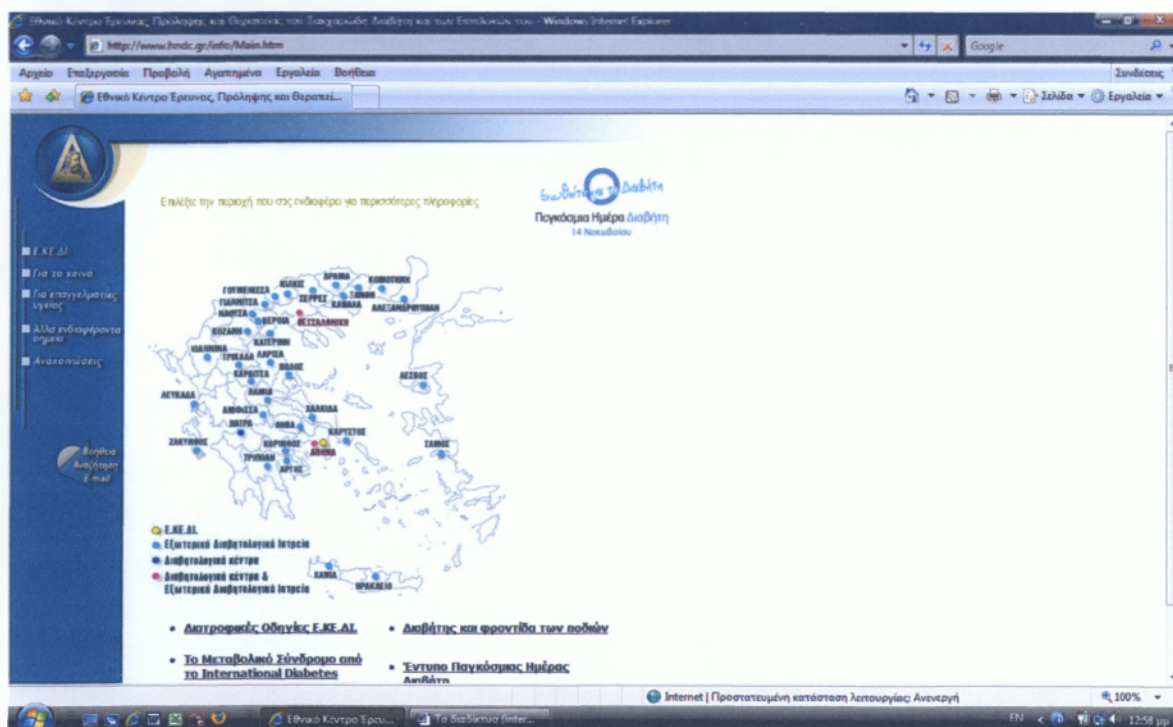 Εθνικό Κέντρο Έρευνας, Πρόληψης και Θεραπείας του Σακχαρώδη Διαβήτη και των Επιπλοκών του - Windows Internet Explorer
http://www.hndc.gr/info/Main.htm
Google
Αρχείο Επεξεργασία Προβολή Αγαπημένα Εργαλεία Βοήθεια
Συνδέσεις
Εθνικό Κέντρο Έρευνας, Πρόληψης και Θεραπεί...
Σελίδα
Εργαλεία
Επιλέξτε την περιοχή που σας ενδιαφέρει για περισσότερες πληροφορίες
Διαβήτη
Παγκόσμια Ημέρα Διαβήτη
14 Νοεμβρίου
Ε.ΚΕ.ΔΙ.
Για το κοινό
Για επαγγελματίες
υγείας
Άλλα ενδιαφέροντα
σημεία
Ανακοινώσεις
Βοήθεια
Αναζήτηση
E-mail
ΔΡΑΜΑ
ΚΙΛΚΙΣ
ΚΟΜΟΤΗΝΗ
ΓΟΥΜΕΝΙΣΣΑ
ΞΑΝΘΗ
ΣΕΡΡΕΣ
ΓΙΑΝΝΙΤΣΑ
ΚΑΒΑΛΑ
ΑΛΕΞΑΝΔΡΟΥΠΟΛΗ
ΝΑΟΥΣΑ
ΒΕΡΟΙΑ
ΘΕΣΣΑΛΟΝΙΚΗ
ΚΟΖΑΝΗ
ΚΑΤΕΡΙΝΗ
ΙΩΑΝΝΙΝΑ
ΤΡΙΚΑΛΑ
ΛΑΡΙΣΑ
ΒΟΛΟΣ
ΚΑΡΔΙΤΣΑ
ΛΕΣΒΟΣ
ΛΑΜΙΑ
ΛΕΥΚΑΔΑ
ΑΜΦΙΣΣΑ
ΧΑΛΚΙΔΑ
ΠΑΤΡΑ
ΘΗΒΑ
ΚΑΡΥΣΤΟΣ
ΖΑΚΥΝΘΟΣ
ΚΟΡΙΝΘΟΣ
ΑΘΗΝΑ
ΣΑΜΟΣ
ΤΡΙΠΟΛΗ
ΑΡΓΟΣ
Ε.ΚΕ.ΔΙ.
Εξωτερικά Διαβητολογικά Ιατρεία
Διαβητολογικά κέντρα
Διαβητολογικά κέντρα &
Εξωτερικά Διαβητολογικά Ιατρεία
ΧΑΝΙΑ
ΗΡΑΚΛΕΙΟ
• Διατροφικές Οδηγίες Ε.ΚΕ.ΔΙ.
• Διαβήτης και φροντίδα των ποδιών
• Το Μεταβολικό Σύνδρομο από
το International Diabetes
• Έντυπο Παγκόσμιας Ημέρας
Διαβήτη
Internet | Προστατευμένη κατάσταση λειτουργίας: Ανενεργή
100%
Εθνικό Κέντρο Έρευ...
Το διαδίκτυο (inter...
EN
12:58 πμ